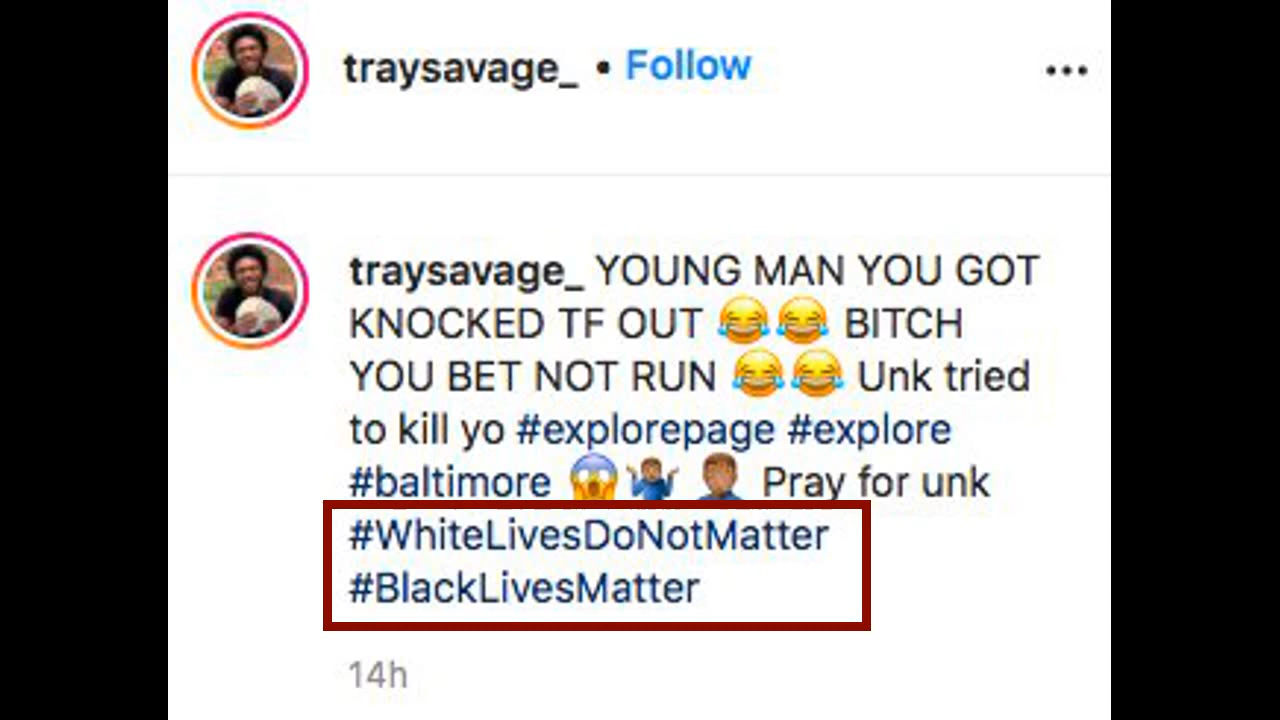 traysavage_ • Follow
traysavage_ YOUNG MAN YOU GOT
KNOCKED TF OUT 😂😂 BITCH
YOU BET NOT RUN 😂😂 Unk tried
to kill yo #explorepage #explore
#baltimore 😱🤷🏽‍♂️🤦🏽‍♂️ Pray for unk
#WhiteLivesDoNotMatter
#BlackLivesMatter
14h